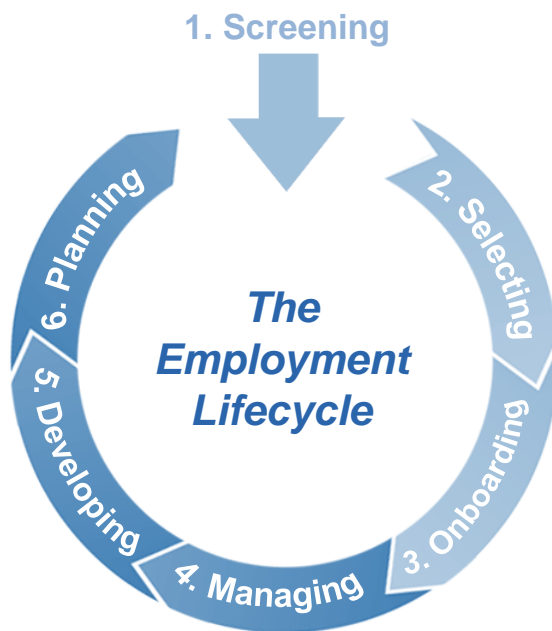 1. Screening
2. Selecting
3. Onboarding
4. Managing
5. Developing
6. Planning
The
Employment
Lifecycle